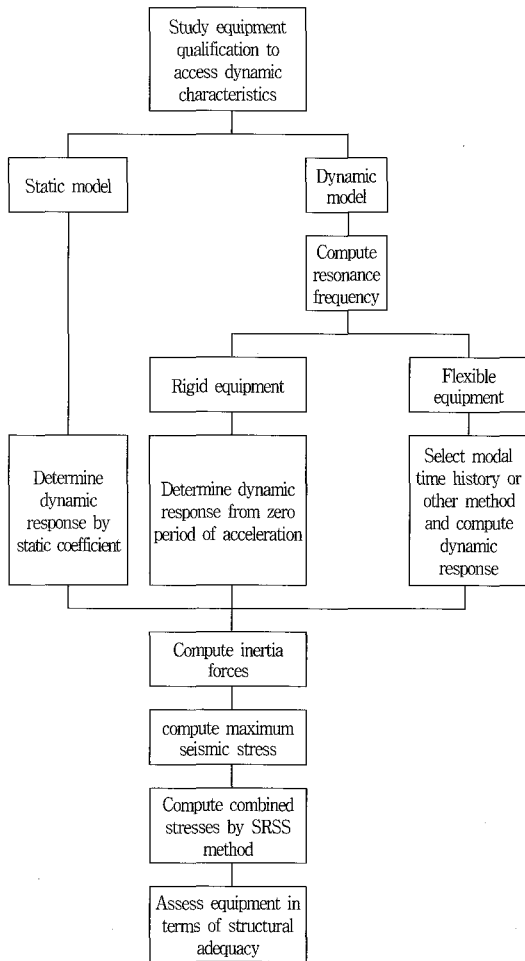 Study equipment
qualification to
access dynamic
characteristics
Static model
Dynamic
model
Compute
resonance
frequency
Rigid equipment
Flexible
equipment
Determine
dynamic
response by
static coefficient
Determine dynamic
response from zero
period of acceleration
Select modal
time history or
other method
and compute
dynamic
response
Compute inertia
forces
compute maximum
seismic stress
Compute combined
stresses by SRSS
method
Assess equipment in
terms of structural
adequacy